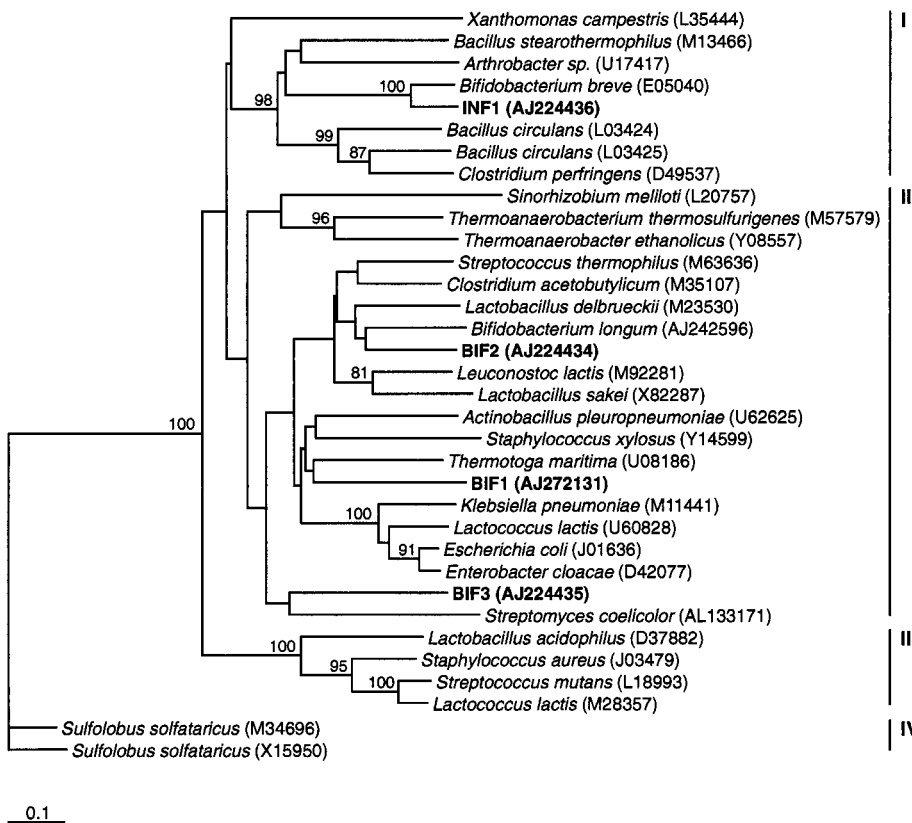 Xanthomonas campestris (L35444) I
Bacillus stearothermophilus (M13466)
Arthrobacter sp. (U17417)
100 Bifidobacterium breve (E05040)
98 INF1 (AJ224436)
Bacillus circulans (L03424)
99
87 Bacillus circulans (L03425)
Clostridium perfringens (D49537)
Sinorhizobium meliloti (L20757) II
96 Thermoanaerobacterium thermosulfurigenes (M57579)
Thermoanaerobacter ethanolicus (Y08557)
Streptococcus thermophilus (M63636)
Clostridium acetobutylicum (M35107)
Lactobacillus delbrueckii (M23530)
Bifidobacterium longum (AJ242596)
BIF2 (AJ224434)
81 Leuconostoc lactis (M92281)
Lactobacillus sakei (X82287)
Actinobacillus pleuropneumoniae (U62625)
100 Staphylococcus xylosus (Y14599)
Thermotoga maritima (U08186)
BIF1 (AJ272131)
100 Klebsiella pneumoniae (M11441)
Lactococcus lactis (U60828)
91 Escherichia coli (J01636)
Enterobacter cloacae (D42077)
BIF3 (AJ224435)
Streptomyces coelicolor (AL133171)
100 Lactobacillus acidophilus (D37882) II
95 Staphylococcus aureus (J03479)
100 Streptococcus mutans (L18993)
Lactococcus lactis (M28357)
Sulfolobus solfataricus (M34696) IV
Sulfolobus solfataricus (X15950)
0.1